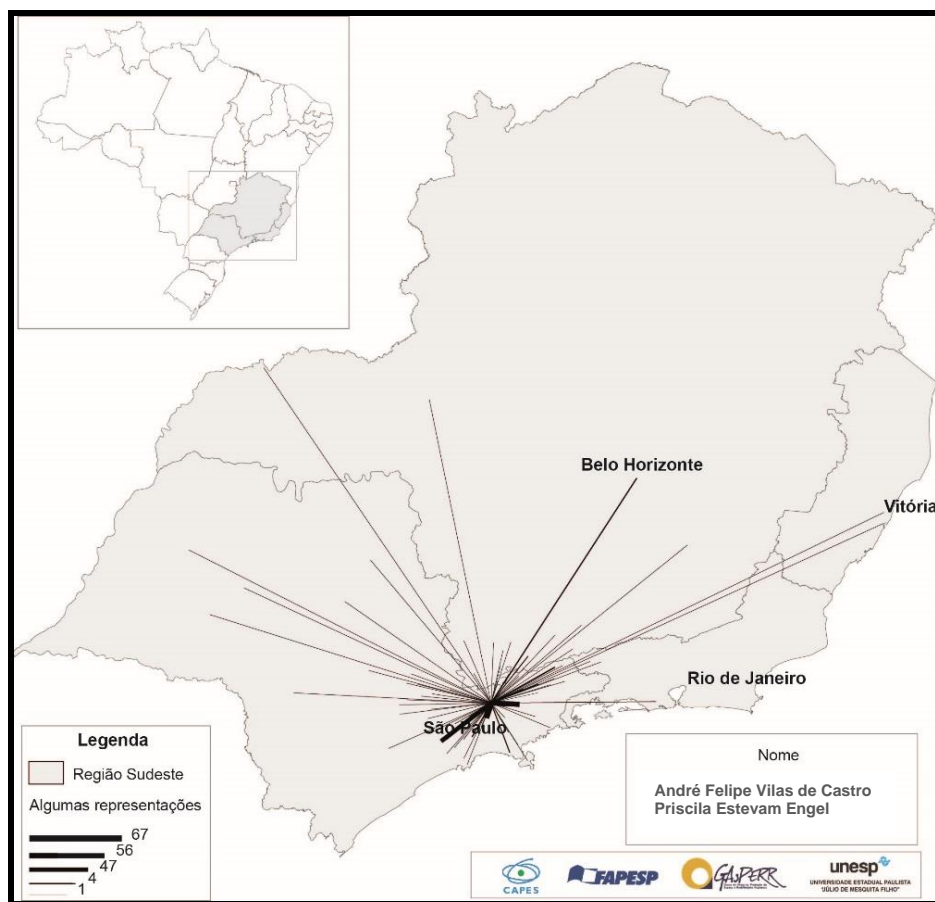 Belo Horizonte
Vitória
Rio de Janeiro
São Paulo
Legenda
Região Sudeste
Algumas representações
67
56
47
4
1
Nome
André Felipe Vilas de Castro
Priscila Estevam Engel
CAPES
FAPESP
GAsPERR
unesp
UNIVERSIDADE ESTADUAL PAULISTA
"JÚLIO DE MESQUITA FILHO"